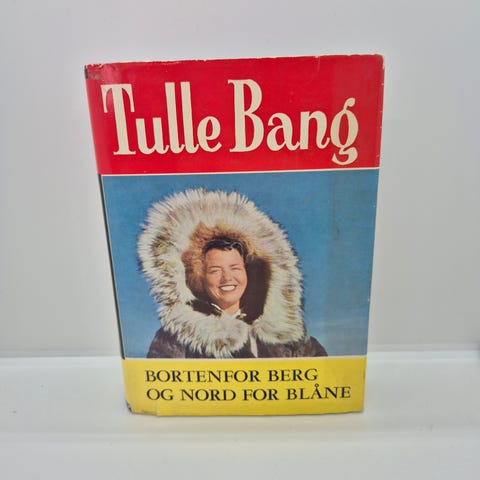 Tulle Bang
BORTENFOR BERG
OG NORD FOR BLÅNE